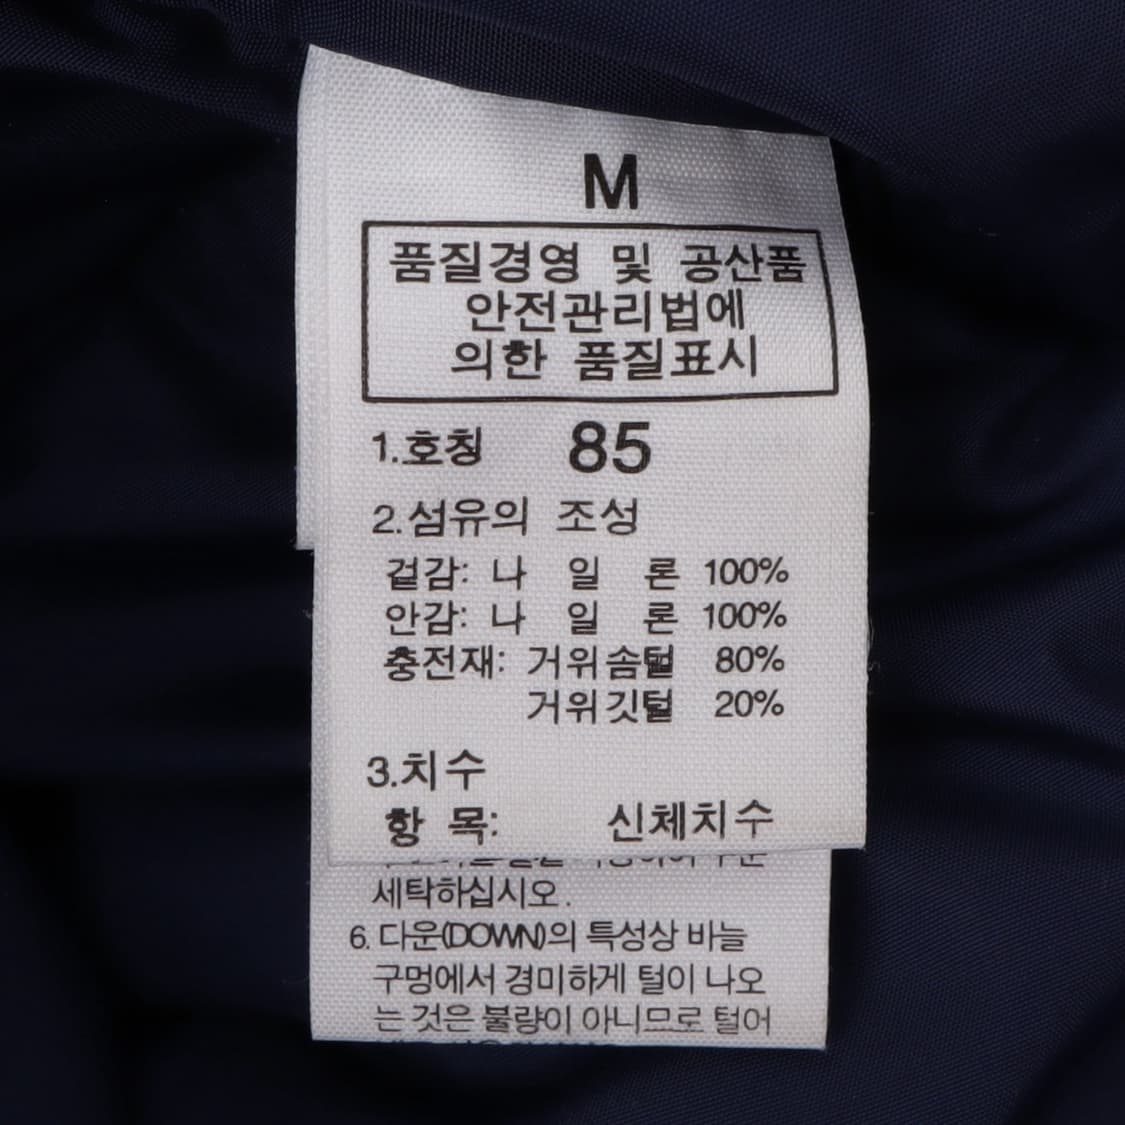 M
품질경영 및 공산품
안전관리법에
의한 품질표시
1.호칭 85
2.섬유의 조성
겉감: 나 일 론 100%
안감: 나 일 론 100%
충전재: 거위솜털 80%
거위깃털 20%
3.치수
항 목: 신체치수
세탁하십시오.
6. 다운(DOWN)의 특성상 바늘
구멍에서 경미하게 털이 나오
는 것은 불량이 아니므로 털어